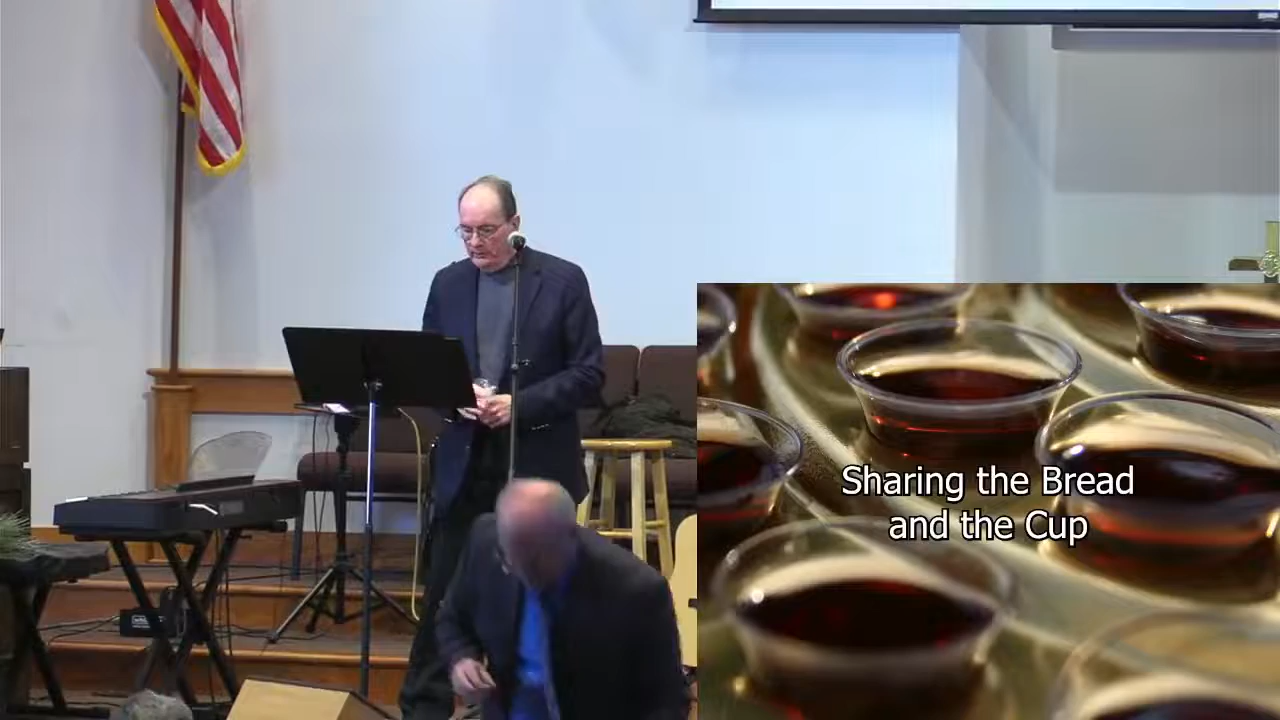 Sharing the Bread
and the Cup